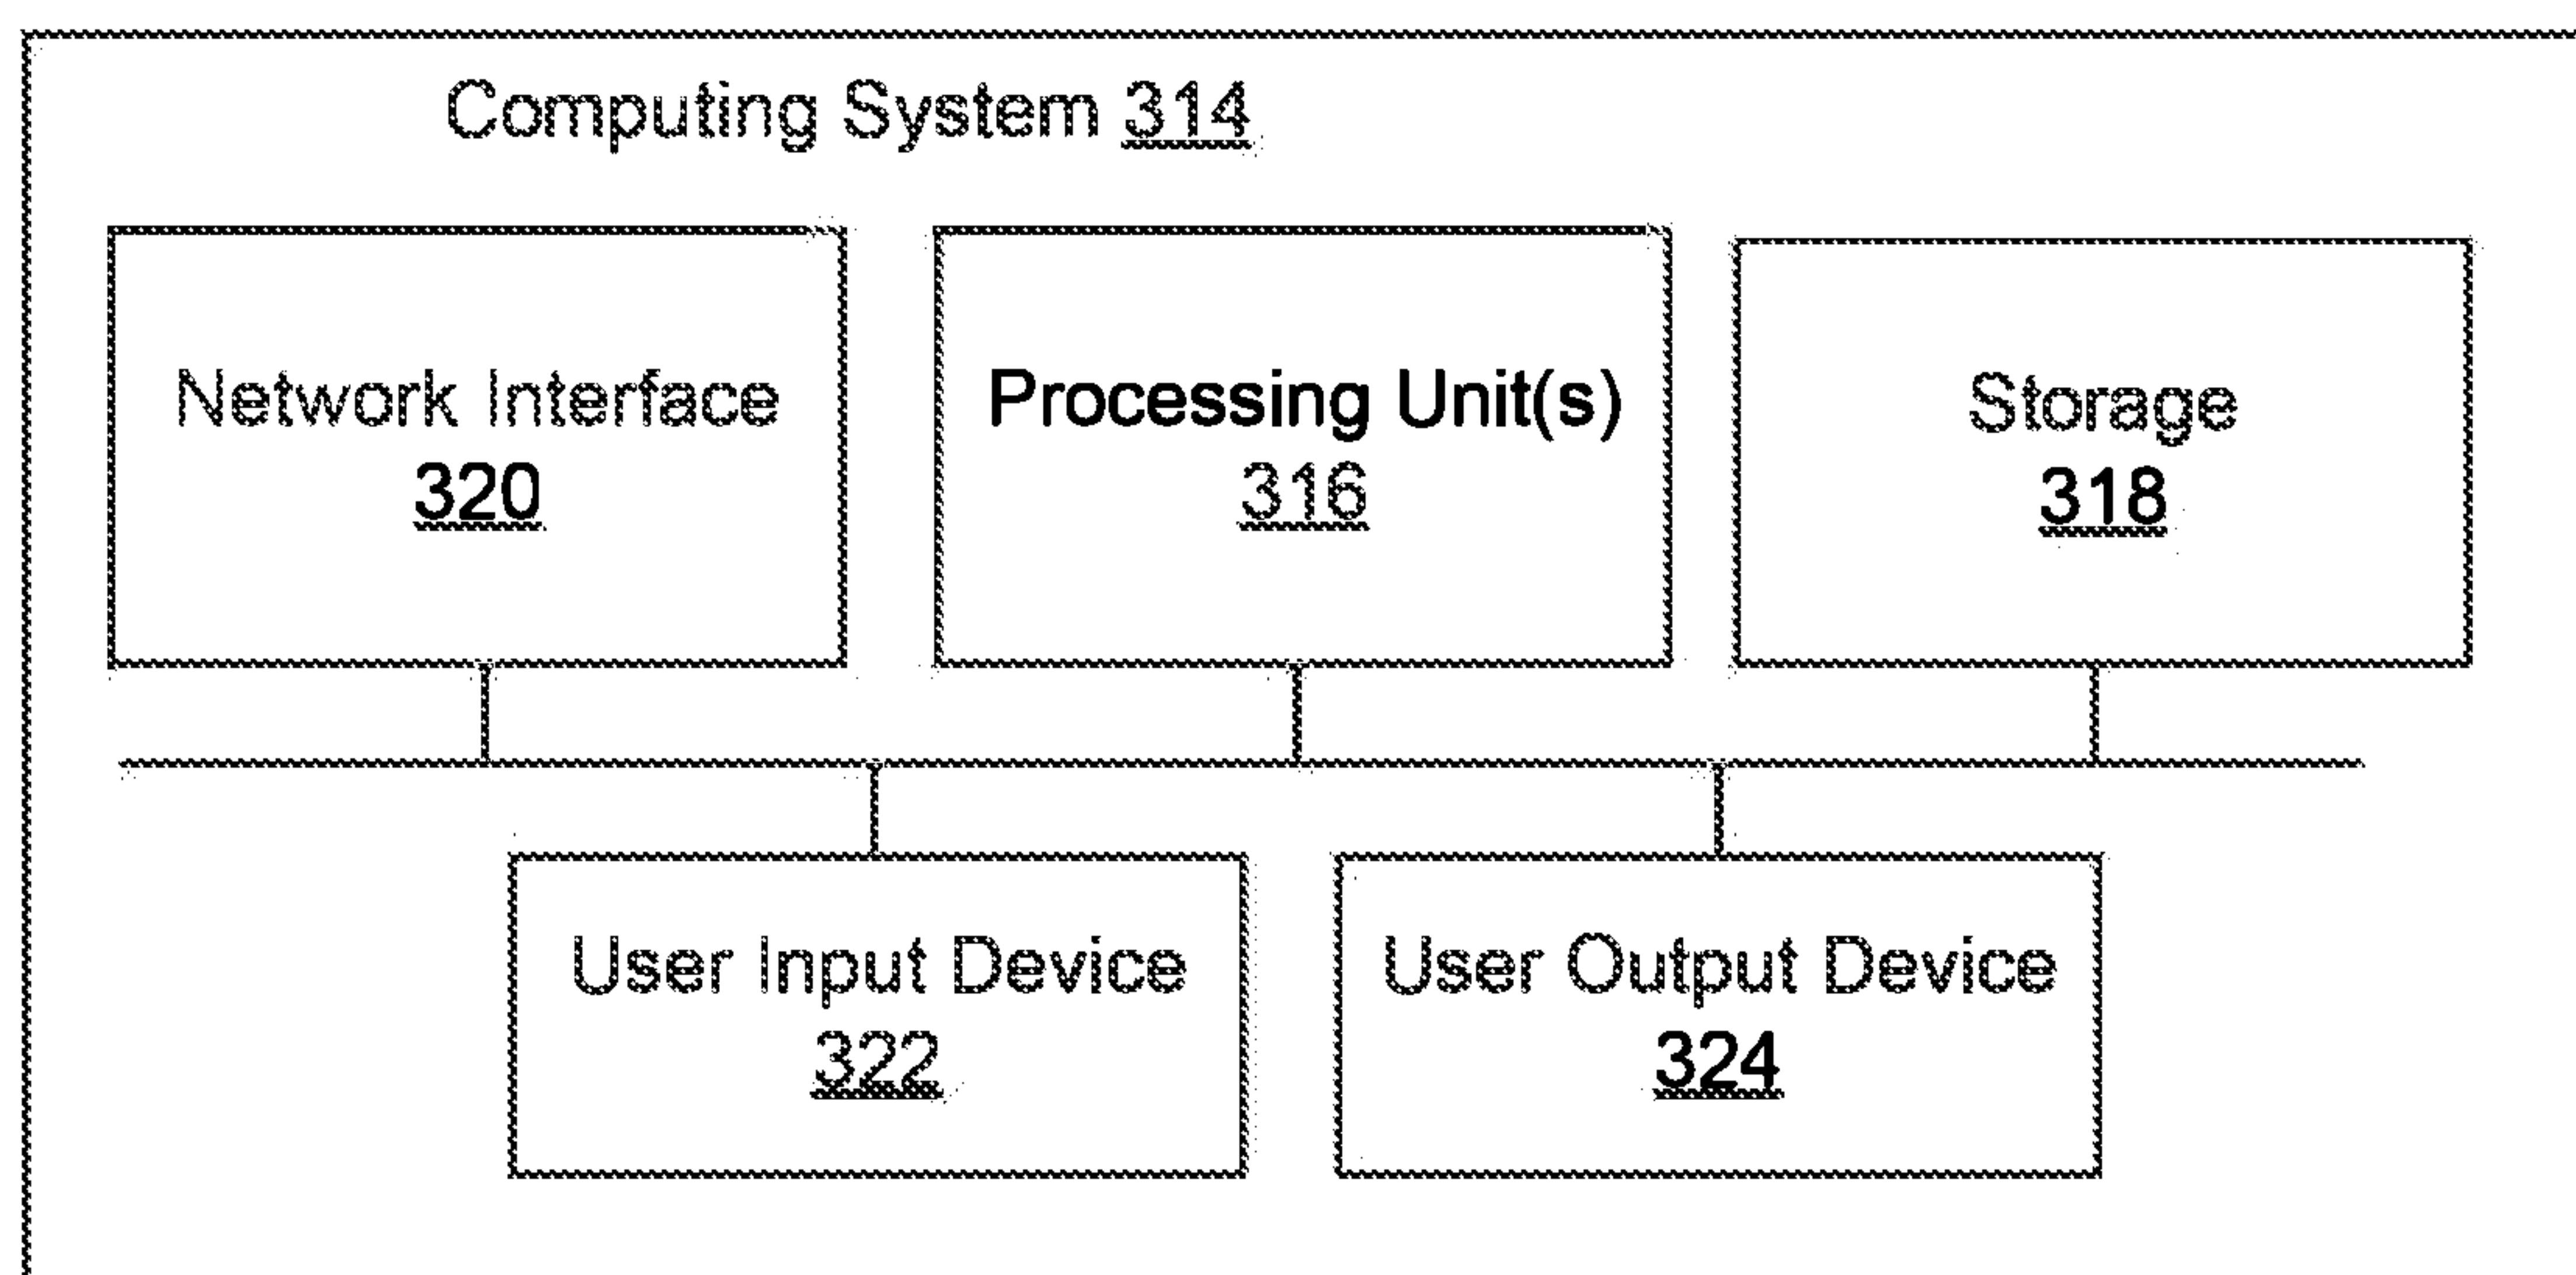 Computing System 314
Network Interface
320
Processing Unit(s)
316
Storage
318
User Input Device
322
User Output Device
324